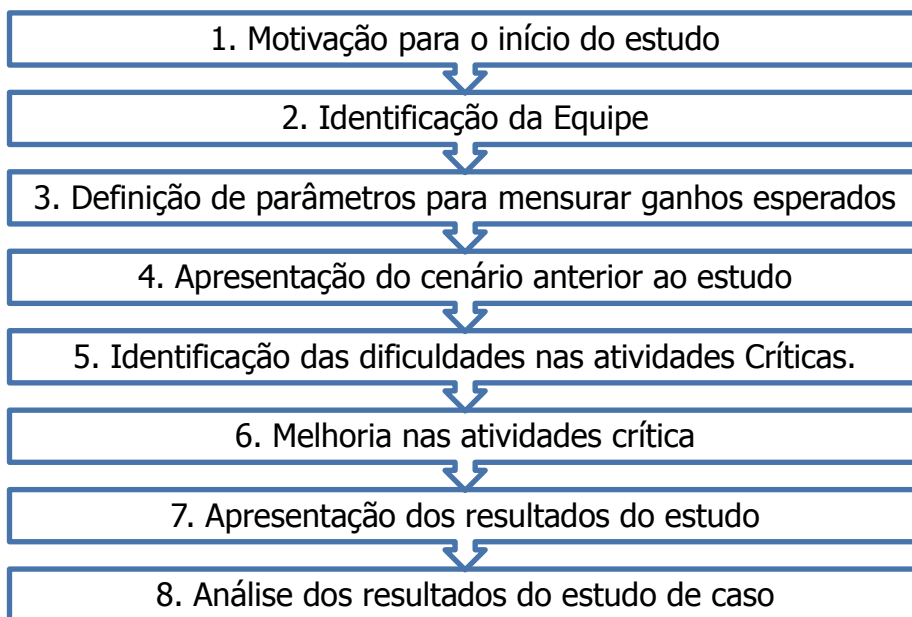 1. Motivação para o início do estudo
2. Identificação da Equipe
3. Definição de parâmetros para mensurar ganhos esperados
4. Apresentação do cenário anterior ao estudo
5. Identificação das dificuldades nas atividades Críticas.
6. Melhoria nas atividades crítica
7. Apresentação dos resultados do estudo
8. Análise dos resultados do estudo de caso